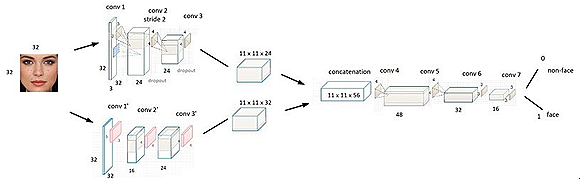 conv 1
conv 2
stride 2
conv 3
32
32
32
32
3
24
dropout
24
dropout
11 x 11 x 24
conv 1'
conv 2'
conv 3'
32
32
16
24
11 x 11 x 32
concatenation
11 x 11 x 56
conv 4
conv 5
conv 6
conv 7
48
32
16
0
non-face
1
face